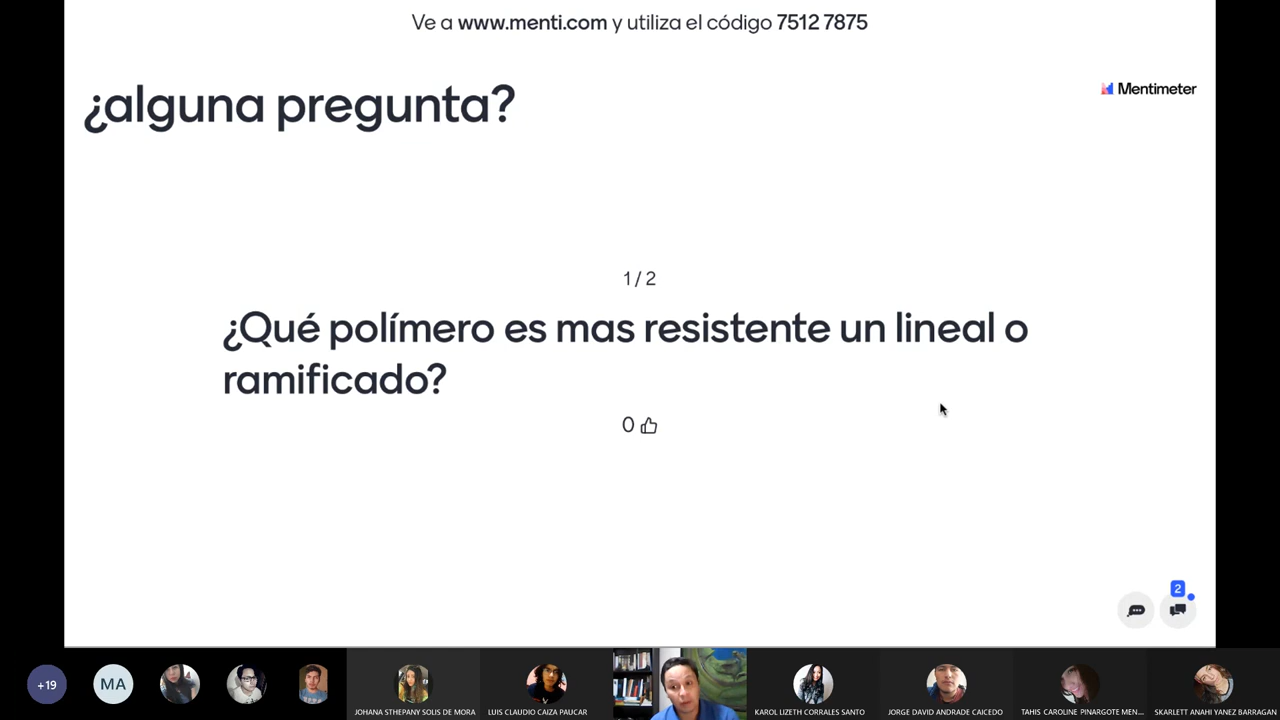 Ve a www.menti.com y utiliza el código 7512 7875
¿alguna pregunta?
Mentimeter
1 / 2
¿Qué polímero es mas resistente un lineal o
ramificado?
0
2
+19
MA
JOHANA STHEPANY SOLIS DE MORA
LUIS CLAUDIO CAIZA PAUCAR
KAROL LIZETH CORRALES SANTO
JORGE DAVID ANDRADE CAICEDO
TAHIS CAROLINE PINARGOTE MEN...
SKARLETT ANAHI YANEZ BARRAGAN